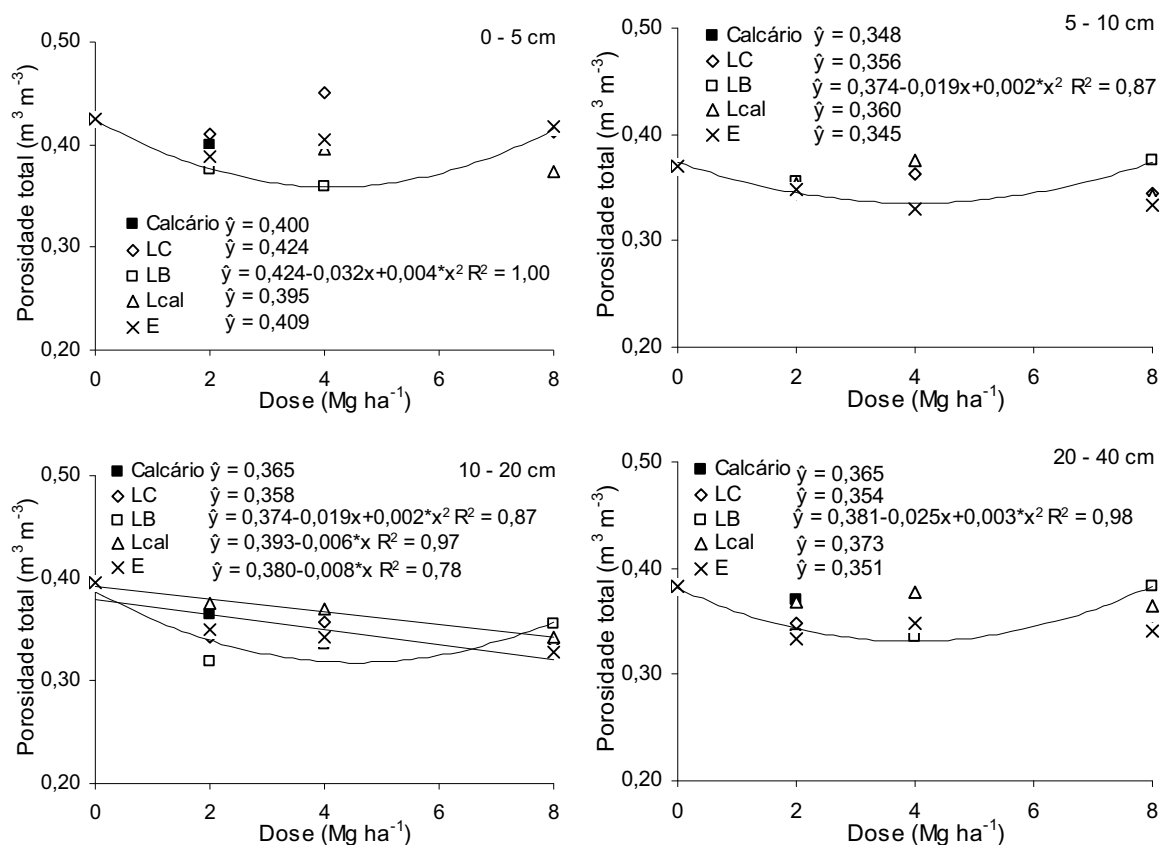 0,50
0,40
0,30
0,20
Porosidade total (m³ m⁻³)
0 - 5 cm
Calcário ŷ = 0,400
LC ŷ = 0,424
LB ŷ = 0,424-0,032x+0,004*x² R² = 1,00
Lcal ŷ = 0,395
E ŷ = 0,409
0 2 4 6 8
Dose (Mg ha⁻¹)
0,50
0,40
0,30
0,20
Porosidade total (m³ m⁻³)
5 - 10 cm
Calcário ŷ = 0,348
LC ŷ = 0,356
LB ŷ = 0,374-0,019x+0,002*x² R² = 0,87
Lcal ŷ = 0,360
E ŷ = 0,345
0 2 4 6 8
Dose (Mg ha⁻¹)
0,50
0,40
0,30
0,20
Porosidade total (m³ m⁻³)
10 - 20 cm
Calcário ŷ = 0,365
LC ŷ = 0,358
LB ŷ = 0,374-0,019x+0,002*x² R² = 0,87
Lcal ŷ = 0,393-0,006*x R² = 0,97
E ŷ = 0,380-0,008*x R² = 0,78
0 2 4 6 8
Dose (Mg ha⁻¹)
0,50
0,40
0,30
0,20
Porosidade total (m³ m⁻³)
20 - 40 cm
Calcário ŷ = 0,365
LC ŷ = 0,354
LB ŷ = 0,381-0,025x+0,003*x² R² = 0,98
Lcal ŷ = 0,373
E ŷ = 0,351
0 2 4 6 8
Dose (Mg ha⁻¹)